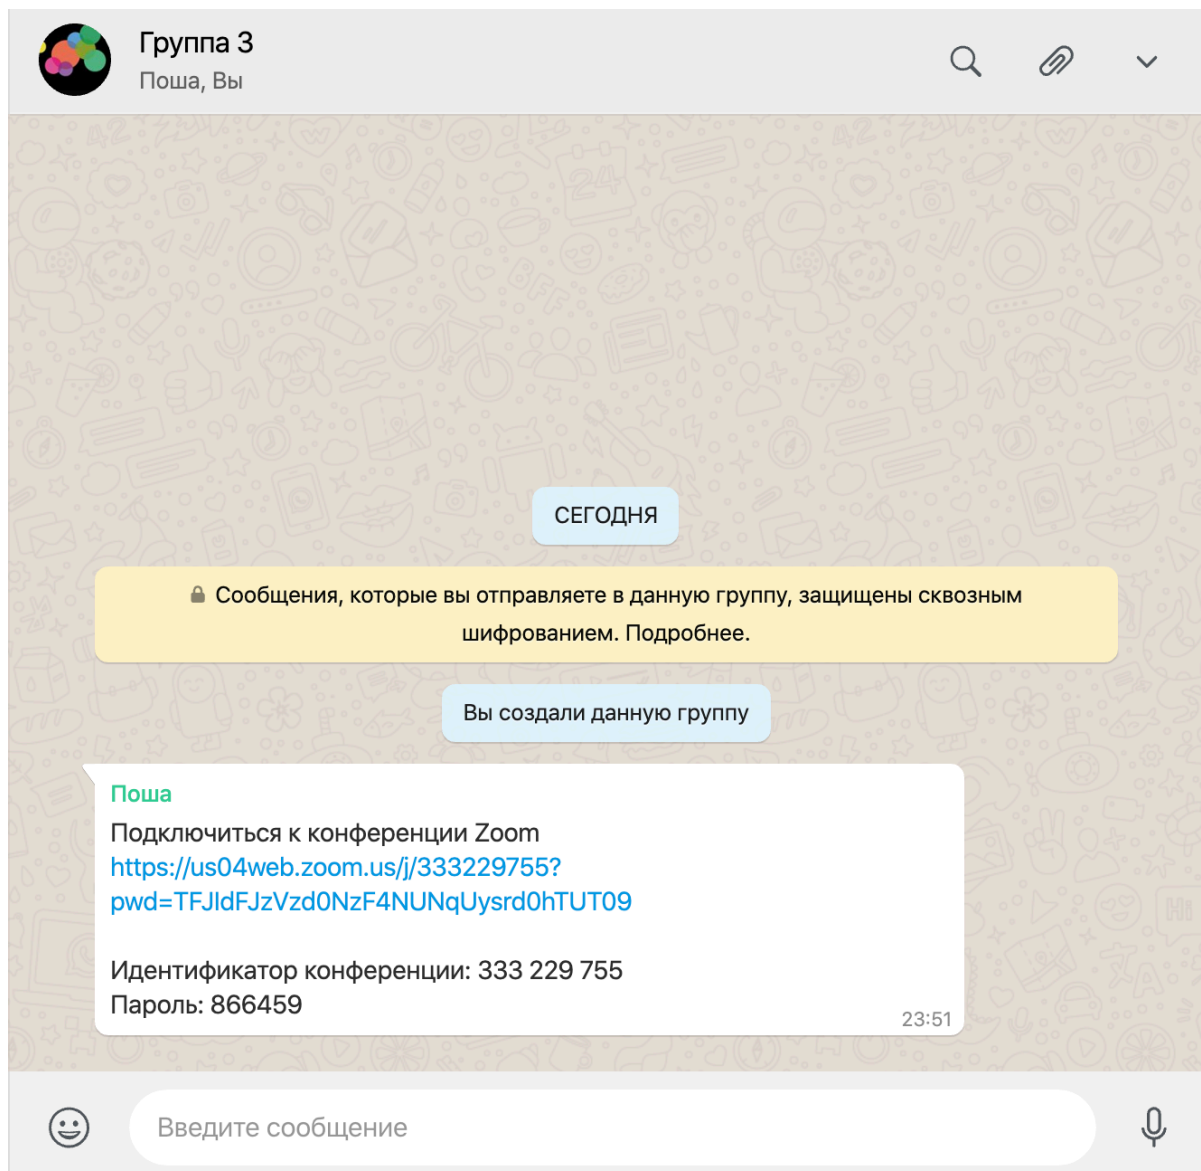 Группа 3
Поша, Вы
СЕГОДНЯ
Сообщения, которые вы отправляете в данную группу, защищены сквозным
шифрованием. Подробнее.
Вы создали данную группу
Поша
Подключиться к конференции Zoom
https://us04web.zoom.us/j/333229755?
pwd=TFJIdFJzVzd0NzF4NUNqUysrd0hTUT09
Идентификатор конференции: 333 229 755
Пароль: 866459
23:51
Введите сообщение